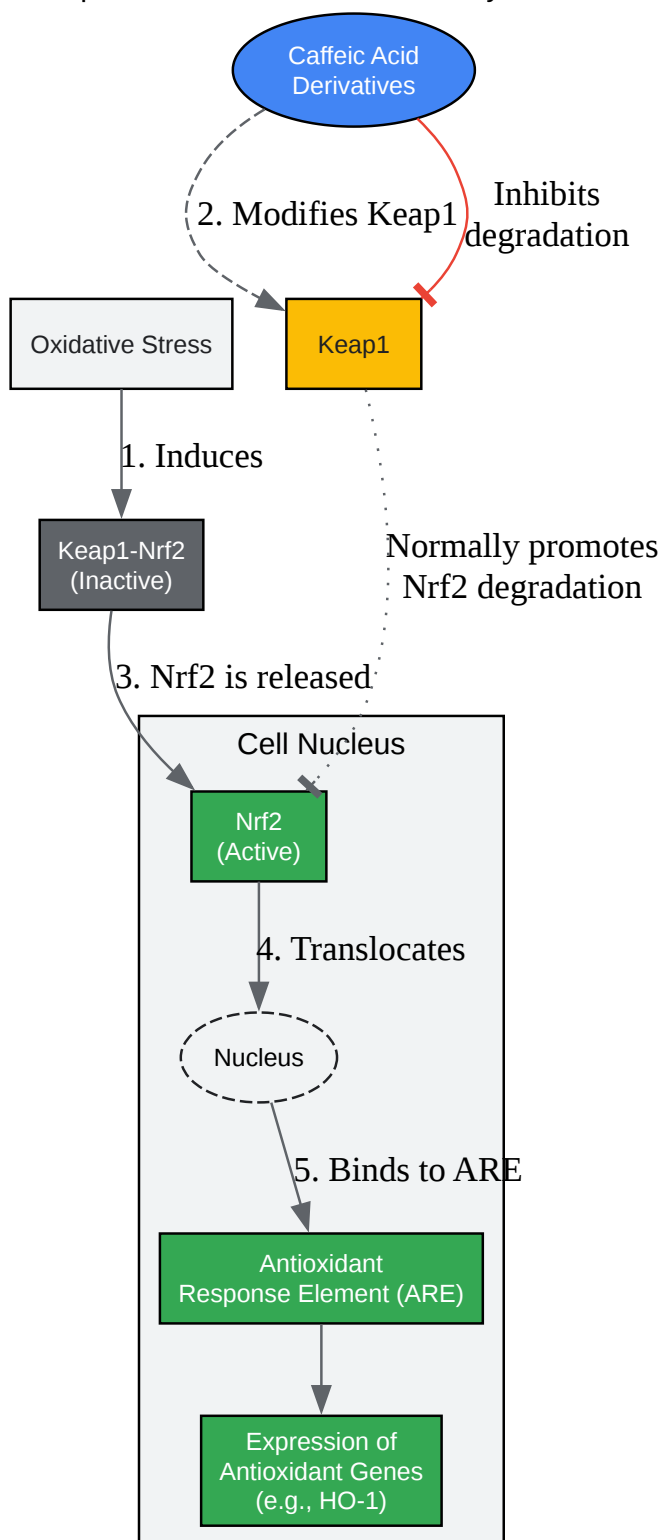 Caffeic Acid
Derivatives
2. Modifies Keap1
Inhibits
degradation
Oxidative Stress
Keap1
1. Induces
Keap1-Nrf2
(Inactive)
Normally promotes
Nrf2 degradation
3. Nrf2 is released
Cell Nucleus
Nrf2
(Active)
4. Translocates
Nucleus
5. Binds to ARE
Antioxidant
Response Element (ARE)
Expression of
Antioxidant Genes
(e.g., HO-1)